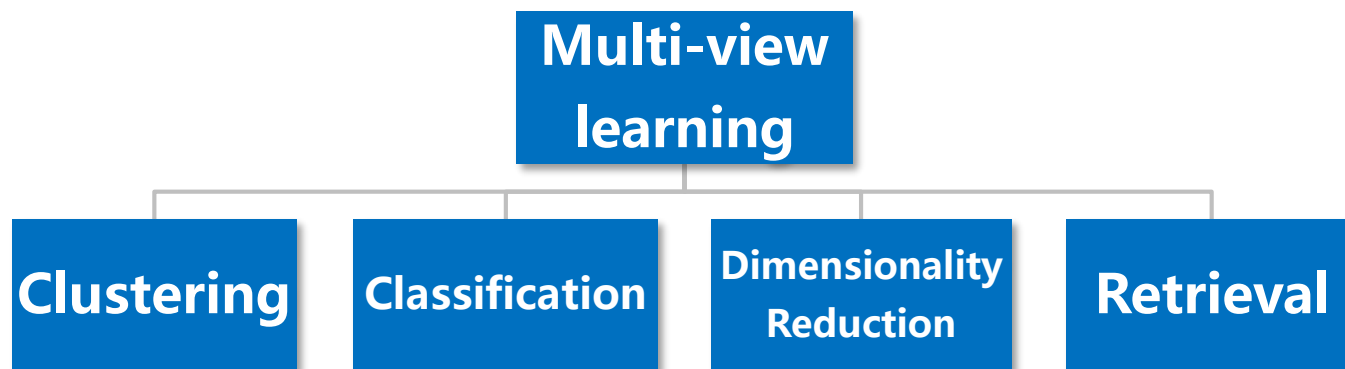 Multi-view
learning
Clustering
Classification
Dimensionality
Reduction
Retrieval